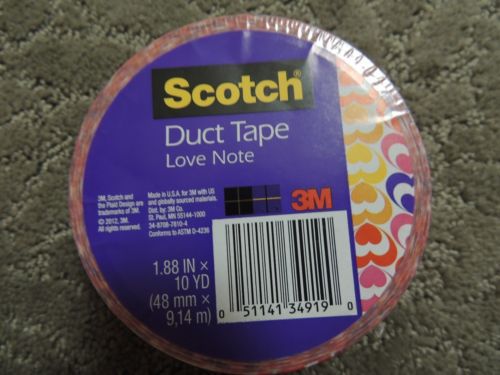 Scotch®
Duct Tape
Love Note
3M, Scotch and
the Plaid Design are
trademarks of 3M.
© 2012, 3M.
All rights reserved.
Made in U.S.A. for 3M with US
and globally sourced materials.
Dist. by: 3M Co.
St. Paul, MN 55144-1000
34-8708-7810-4
Conforms to ASTM D-4236
3M
1.88 IN ×
10 YD
(48 mm ×
9,14 m)
0 51141 34919 0